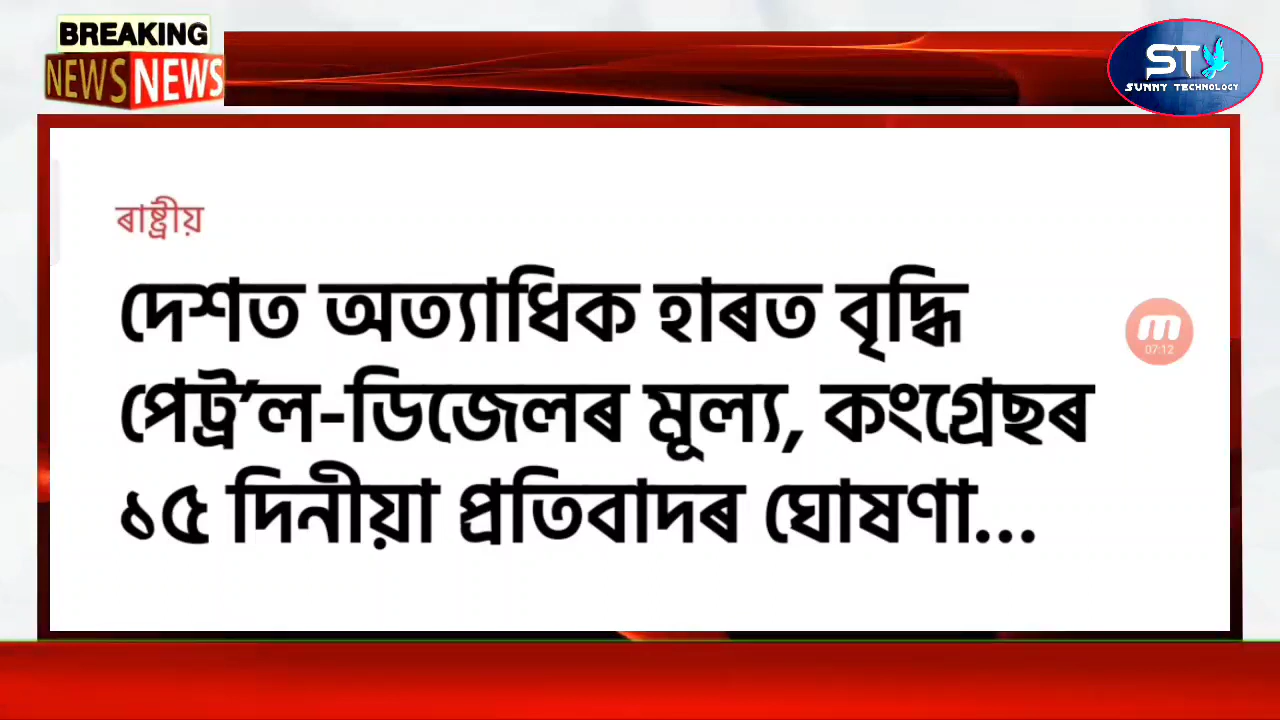 BREAKING
NEWS NEWS
ST
SUNNY TECHNOLOGY
ৰাষ্ট্ৰীয়
দেশত অত্যাধিক হাৰত বৃদ্ধি
পেট্ৰ’ল-ডিজেলৰ মূল্য, কংগ্ৰেছৰ
১৫ দিনীয়া প্ৰতিবাদৰ ঘোষণা...
07:12